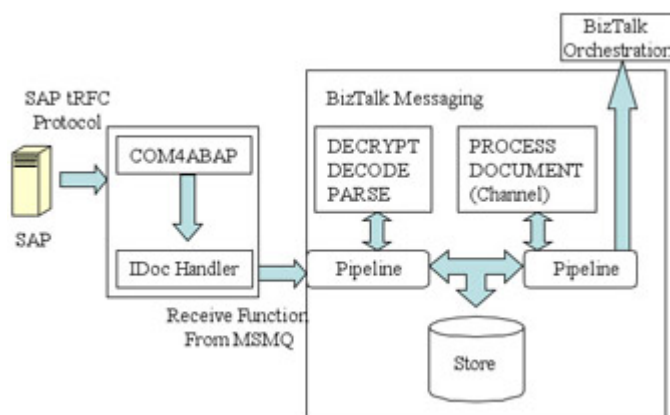 BizTalk
Orchestration
SAP tRFC
Protocol
BizTalk Messaging
COM4ABAP
DECRYPT
DECODE
PARSE
PROCESS
DOCUMENT
(Channel)
SAP
IDoc Handler
Pipeline
Pipeline
Receive Function
From MSMQ
Store